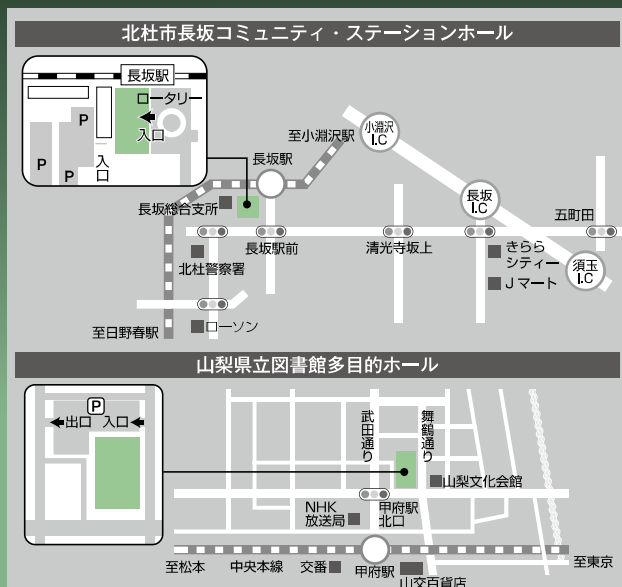 北杜市長坂コミュニティ・ステーションホール
長坂駅
ロータリー
P
入口
P
P
入口
小淵沢
I.C
至小淵沢駅
長坂駅
長坂
I.C
長坂総合支所
五町田
長坂駅前
清光寺坂上
きらら
シティー
北杜警察署
須玉
I.C
Jマート
ローソン
至日野春駅
山梨県立図書館多目的ホール
P
出口
入口
武田通り
舞鶴通り
山梨文化会館
NHK
放送局
甲府駅
北口
至松本
中央本線
交番
甲府駅
至東京
山交百貨店